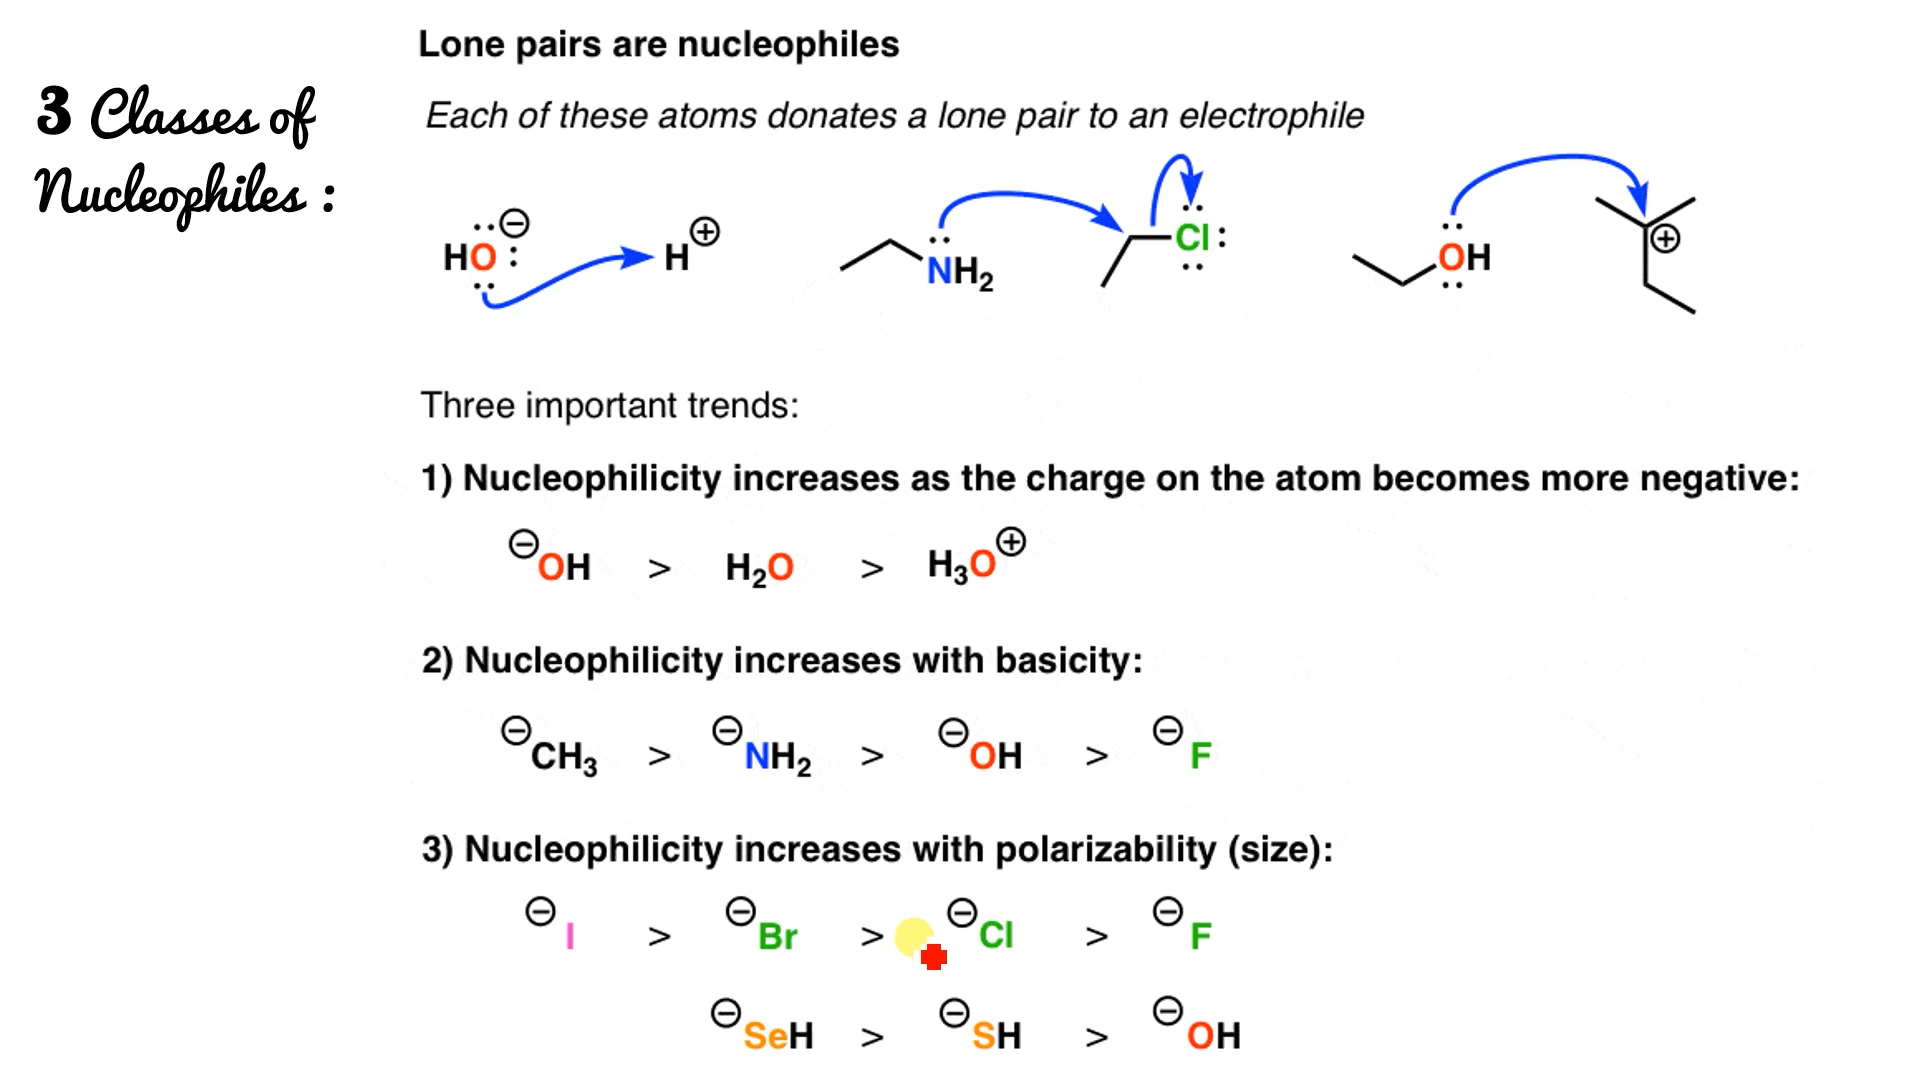 3 Classes of
Nucleophiles :
Lone pairs are nucleophiles
Each of these atoms donates a lone pair to an electrophile
HO ⊖ H ⊕ NH₂ Cl OH ⊕
Three important trends:
1) Nucleophilicity increases as the charge on the atom becomes more negative:
⊖OH > H₂O > H₃O⊕
2) Nucleophilicity increases with basicity:
⊖CH₃ > ⊖NH₂ > ⊖OH > ⊖F
3) Nucleophilicity increases with polarizability (size):
⊖I > ⊖Br > ⊖Cl > ⊖F
⊖SeH > ⊖SH > ⊖OH